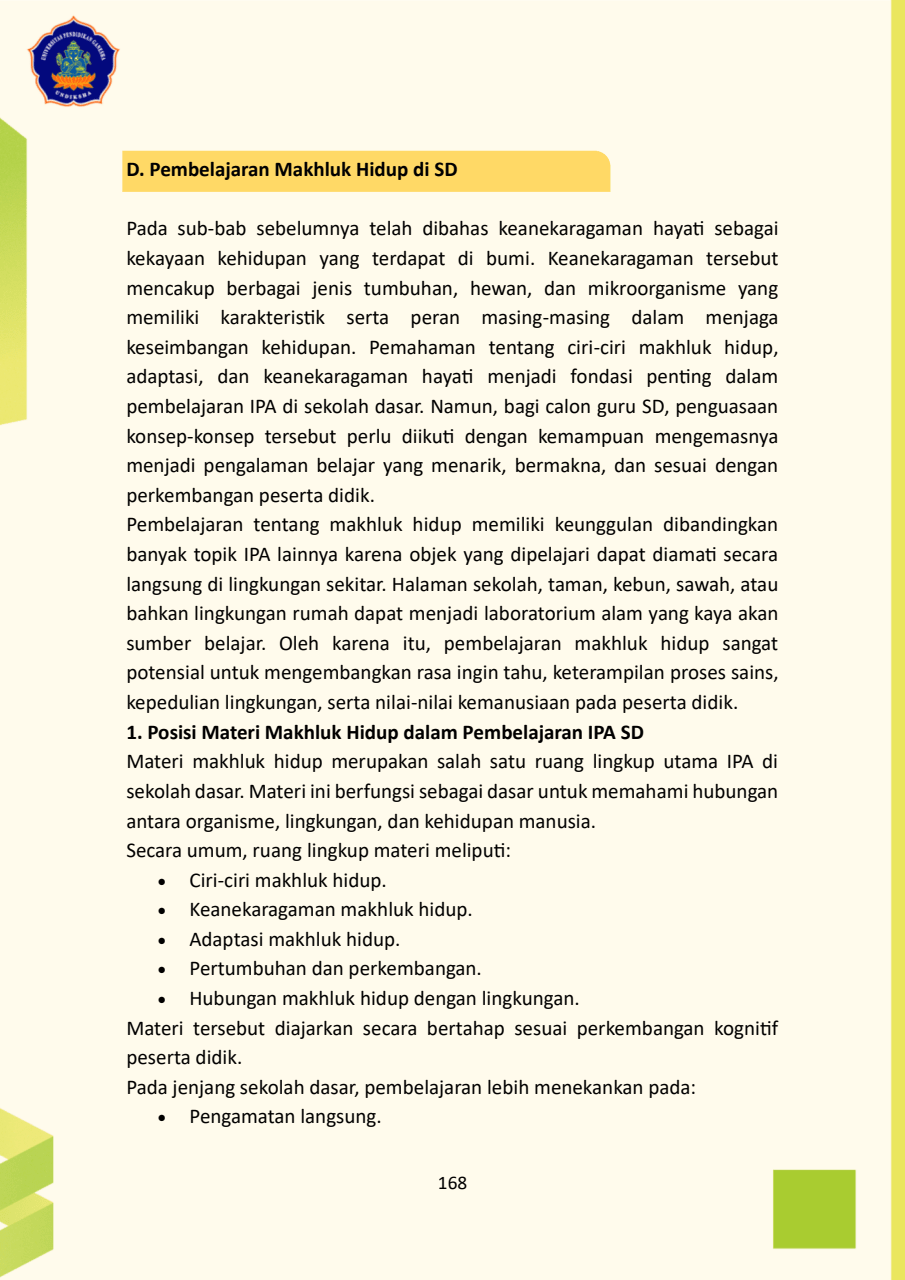 UNIVERSITAS PENDIDIKAN GANESHA
UNDIKSHA
D. Pembelajaran Makhluk Hidup di SD
Pada sub-bab sebelumnya telah dibahas keanekaragaman hayati sebagai
kekayaan kehidupan yang terdapat di bumi. Keanekaragaman tersebut
mencakup berbagai jenis tumbuhan, hewan, dan mikroorganisme yang
memiliki karakteristik serta peran masing-masing dalam menjaga
keseimbangan kehidupan. Pemahaman tentang ciri-ciri makhluk hidup,
adaptasi, dan keanekaragaman hayati menjadi fondasi penting dalam
pembelajaran IPA di sekolah dasar. Namun, bagi calon guru SD, penguasaan
konsep-konsep tersebut perlu diikuti dengan kemampuan mengemasnya
menjadi pengalaman belajar yang menarik, bermakna, dan sesuai dengan
perkembangan peserta didik.
Pembelajaran tentang makhluk hidup memiliki keunggulan dibandingkan
banyak topik IPA lainnya karena objek yang dipelajari dapat diamati secara
langsung di lingkungan sekitar. Halaman sekolah, taman, kebun, sawah, atau
bahkan lingkungan rumah dapat menjadi laboratorium alam yang kaya akan
sumber belajar. Oleh karena itu, pembelajaran makhluk hidup sangat
potensial untuk mengembangkan rasa ingin tahu, keterampilan proses sains,
kepedulian lingkungan, serta nilai-nilai kemanusiaan pada peserta didik.
1. Posisi Materi Makhluk Hidup dalam Pembelajaran IPA SD
Materi makhluk hidup merupakan salah satu ruang lingkup utama IPA di
sekolah dasar. Materi ini berfungsi sebagai dasar untuk memahami hubungan
antara organisme, lingkungan, dan kehidupan manusia.
Secara umum, ruang lingkup materi meliputi:
• Ciri-ciri makhluk hidup.
• Keanekaragaman makhluk hidup.
• Adaptasi makhluk hidup.
• Pertumbuhan dan perkembangan.
• Hubungan makhluk hidup dengan lingkungan.
Materi tersebut diajarkan secara bertahap sesuai perkembangan kognitif
peserta didik.
Pada jenjang sekolah dasar, pembelajaran lebih menekankan pada:
• Pengamatan langsung.
168